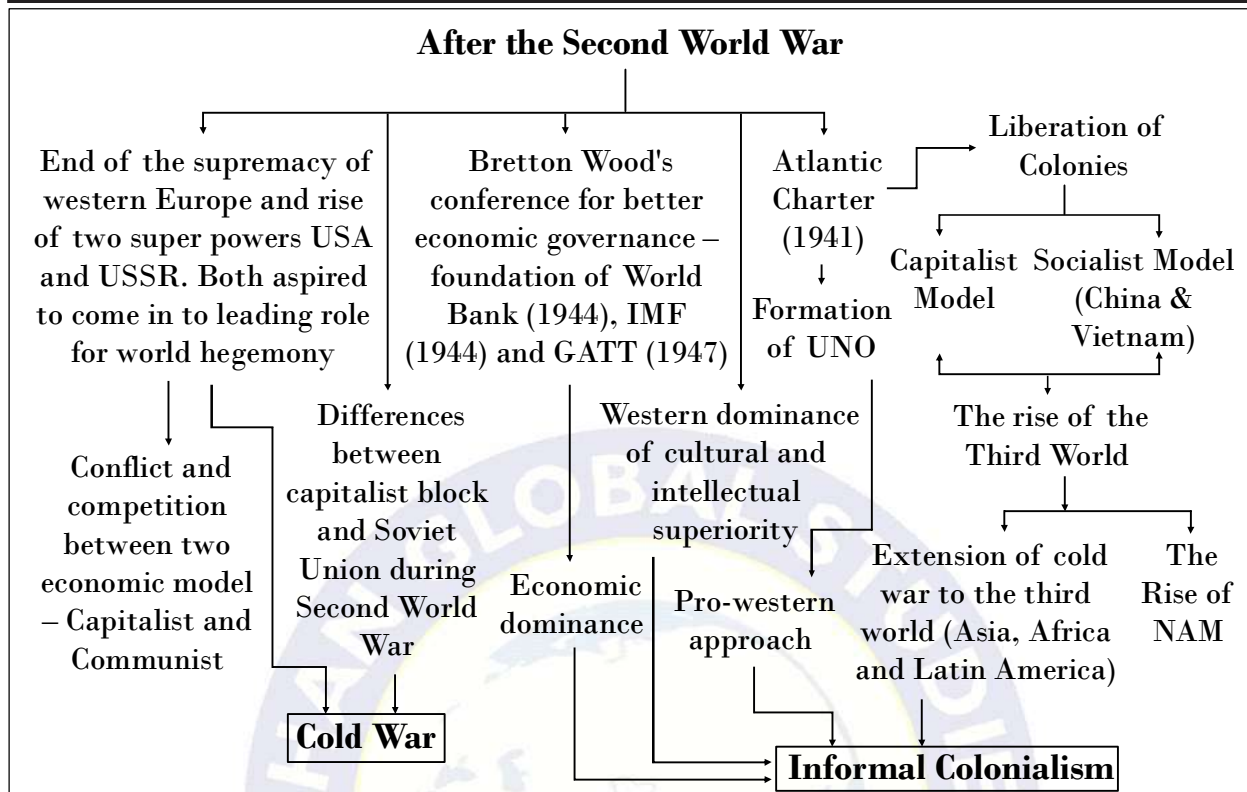 After the Second World War
End of the supremacy of
western Europe and rise
of two super powers USA
and USSR. Both aspired
to come in to leading role
for world hegemony
Bretton Wood's
conference for better
economic governance –
foundation of World
Bank (1944), IMF
(1944) and GATT (1947)
Atlantic
Charter
(1941)
Formation
of UNO
Liberation of
Colonies
Capitalist
Model
Socialist Model
(China &
Vietnam)
Conflict and
competition
between two
economic model
– Capitalist and
Communist
Differences
between
capitalist block
and Soviet
Union during
Second World
War
Economic
dominance
Western dominance
of cultural and
intellectual
superiority
Pro-western
approach
The rise of the
Third World
Extension of cold
war to the third
world (Asia, Africa
and Latin America)
The
Rise of
NAM
Cold War
Informal Colonialism
HAN GLOBAL STUDIE